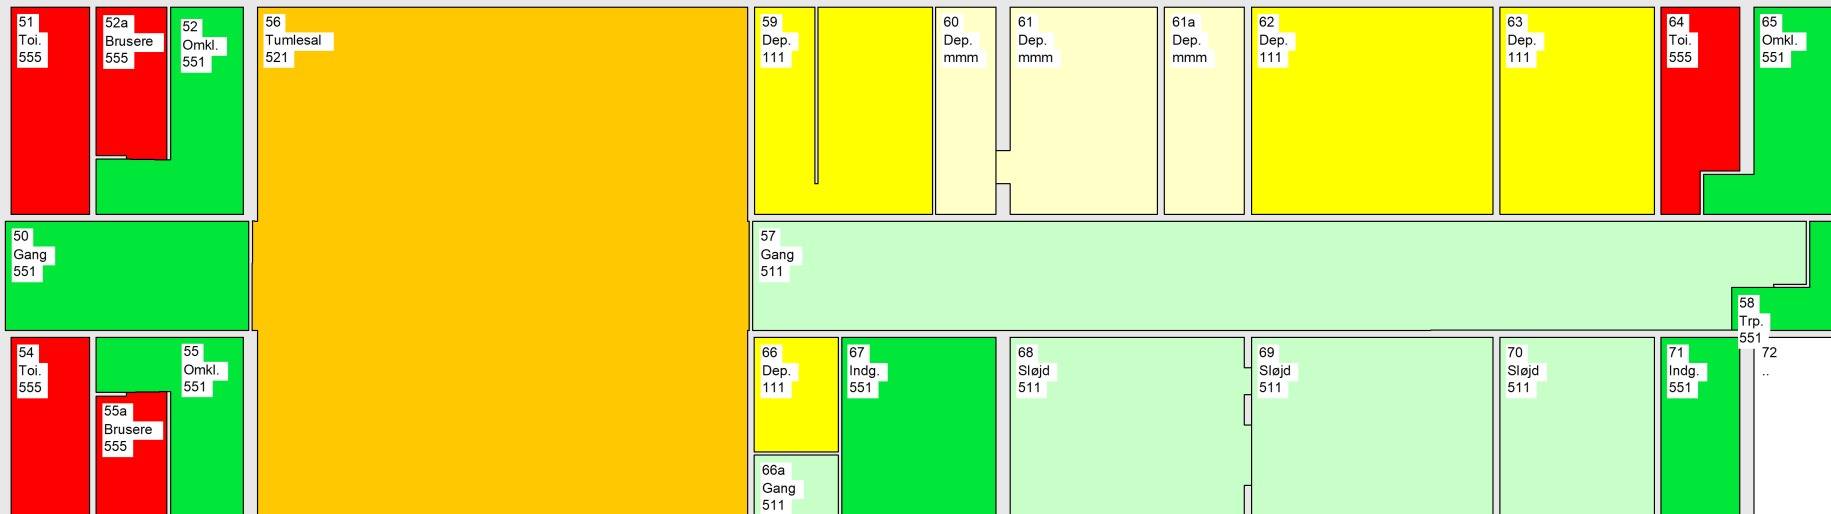 51
Toi.
555
52a
Brusere
555
52
Omkl.
551
56
Tumlesal
521
59
Dep.
111
60
Dep.
mmm
61
Dep.
mmm
61a
Dep.
mmm
62
Dep.
111
63
Dep.
111
64
Toi.
555
65
Omkl.
551
50
Gang
551
57
Gang
511
58
Trp.
551
54
Toi.
555
55
Omkl.
551
55a
Brusere
555
66
Dep.
111
66a
Gang
511
67
Indg.
551
68
Sløjd
511
69
Sløjd
511
70
Sløjd
511
71
Indg.
551
72
..